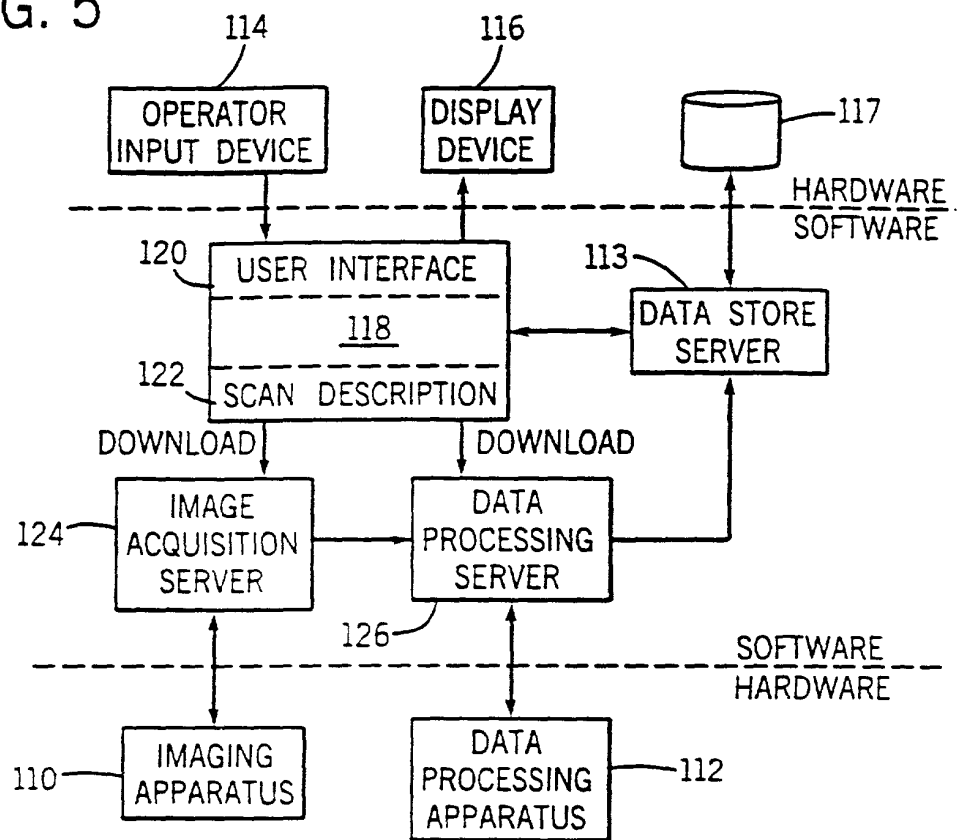 G. 5
114
116
OPERATOR
INPUT DEVICE
DISPLAY
DEVICE
117
HARDWARE
SOFTWARE
120
USER INTERFACE
113
118
DATA STORE
SERVER
122
SCAN DESCRIPTION
DOWNLOAD
DOWNLOAD
124
IMAGE
ACQUISITION
SERVER
DATA
PROCESSING
SERVER
126
SOFTWARE
HARDWARE
110
IMAGING
APPARATUS
DATA
PROCESSING
APPARATUS
112